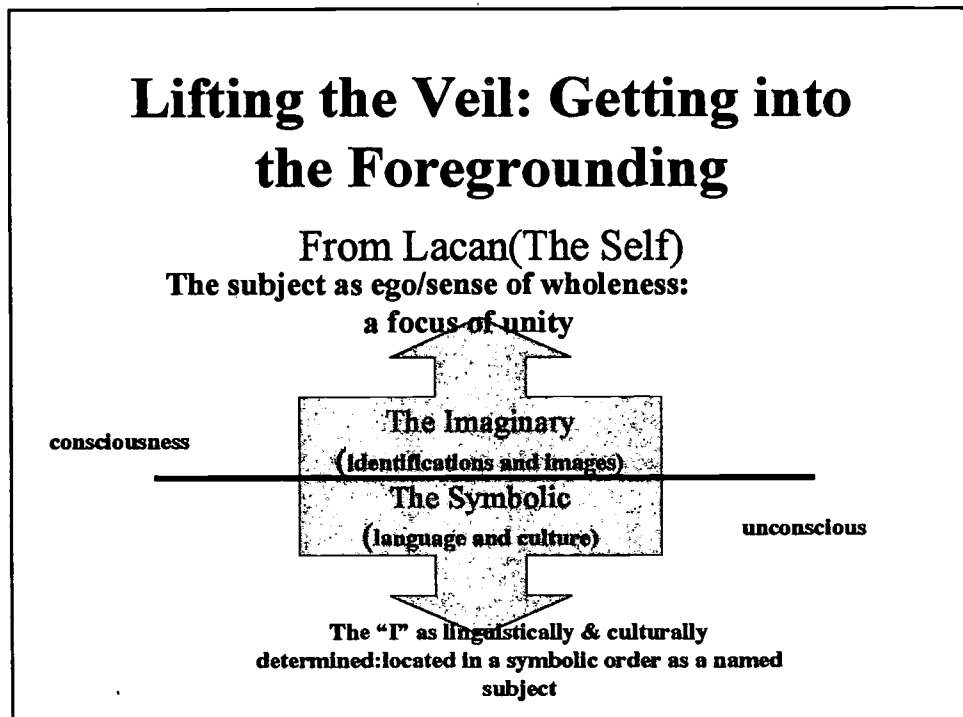 Lifting the Veil: Getting into
the Foregrounding
From Lacan(The Self)
The subject as ego/sense of wholeness:
a focus of unity
The Imaginary
consciousness
(identifications and images)
The Symbolic
(language and culture)
unconscious
The "I" as linguistically & culturally
determined:located in a symbolic order as a named
subject